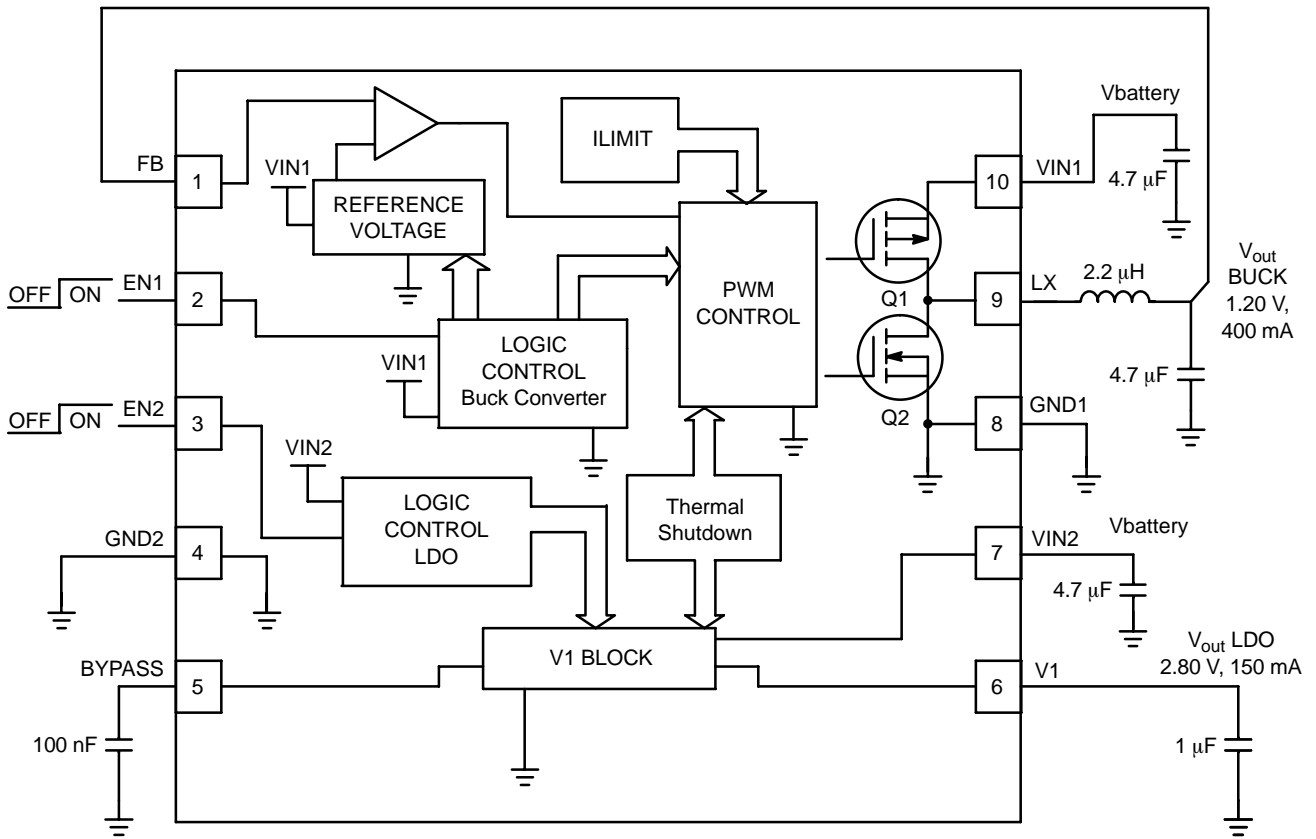 Vbattery
ILIMIT
FB
1
VIN1
10
VIN1
4.7 μF
REFERENCE
VOLTAGE
OFF
ON
EN1
2
PWM
CONTROL
Q1
9
LX
2.2 μH
Vout
BUCK
1.20 V,
400 mA
LOGIC
CONTROL
Buck Converter
VIN1
4.7 μF
OFF
ON
EN2
3
Q2
8
GND1
VIN2
LOGIC
CONTROL
LDO
Thermal
Shutdown
GND2
4
7
VIN2
Vbattery
4.7 μF
BYPASS
5
V1 BLOCK
6
V1
Vout LDO
2.80 V, 150 mA
100 nF
1 μF